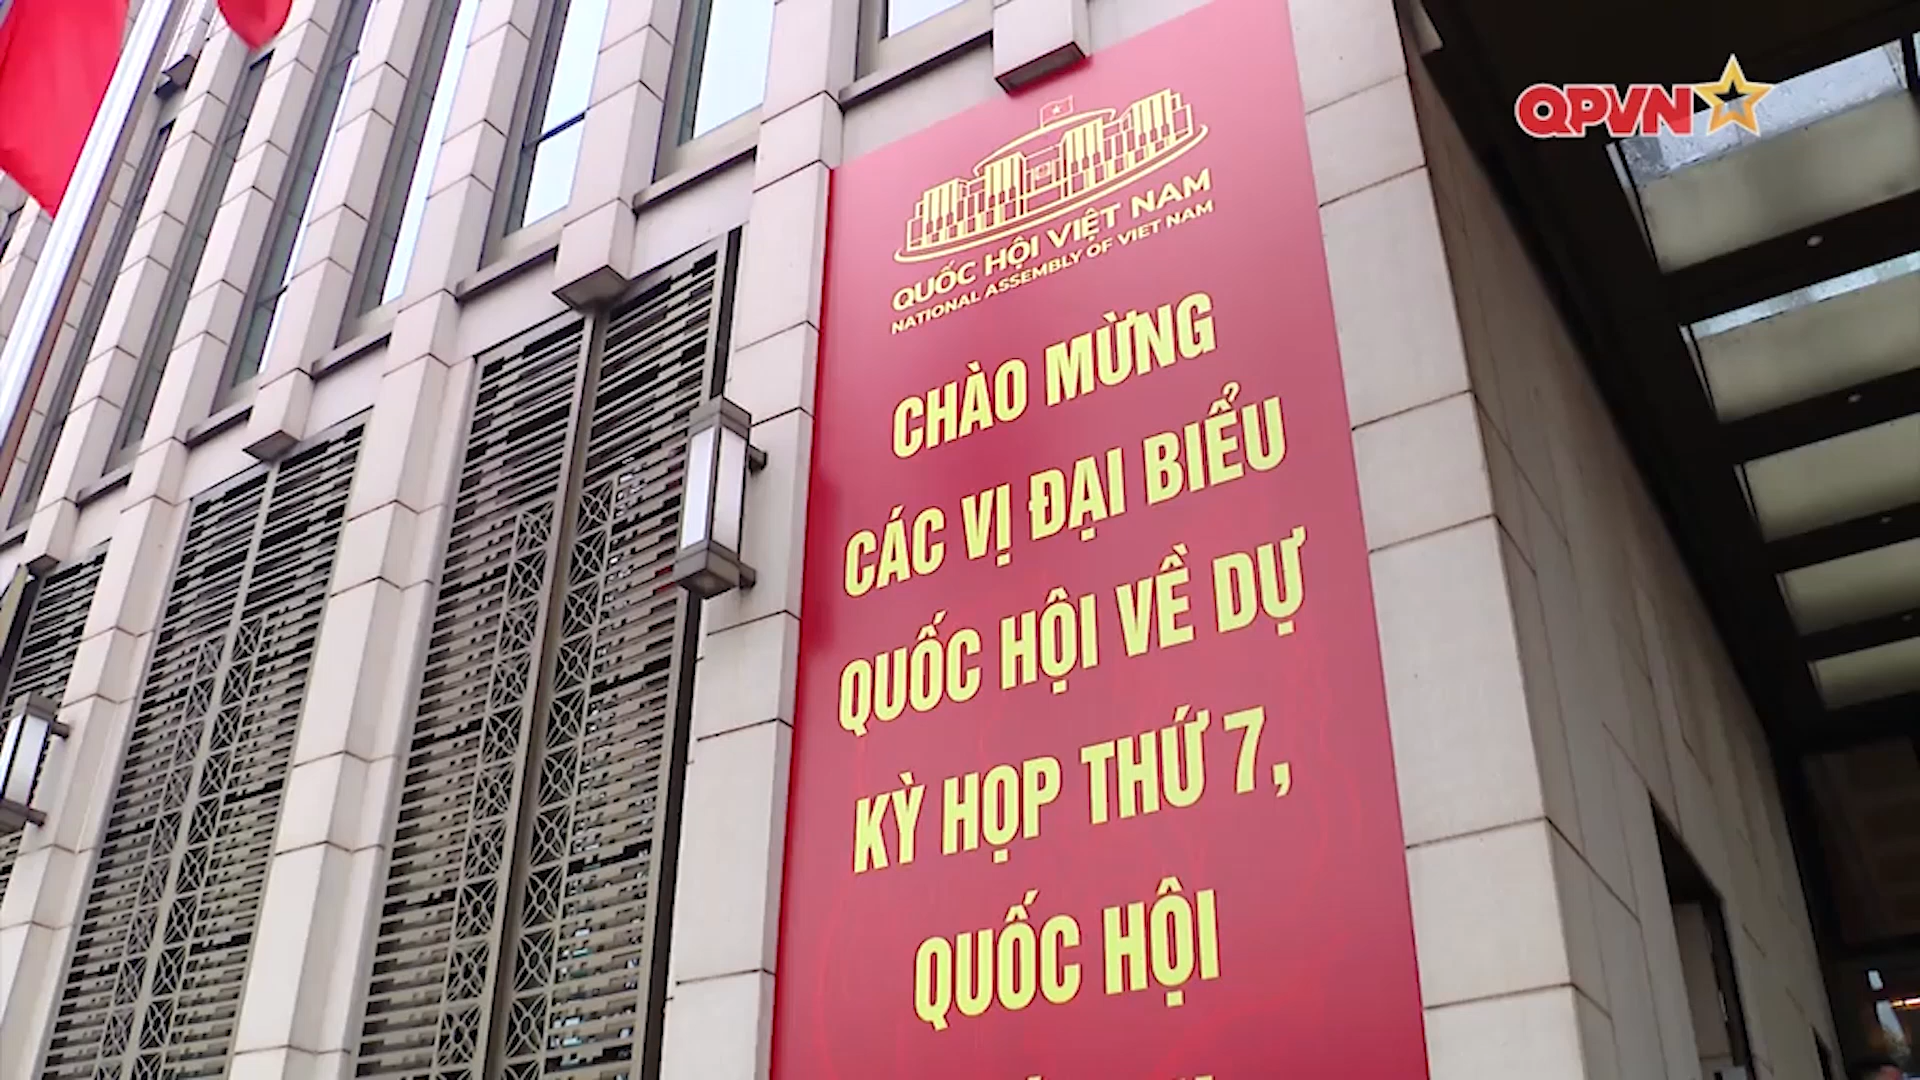 QPVN
QUỐC HỘI VIỆT NAM
NATIONAL ASSEMBLY OF VIET NAM
CHÀO MỪNG
CÁC VỊ ĐẠI BIỂU
QUỐC HỘI VỀ DỰ
KỲ HỌP THỨ 7,
QUỐC HỘI